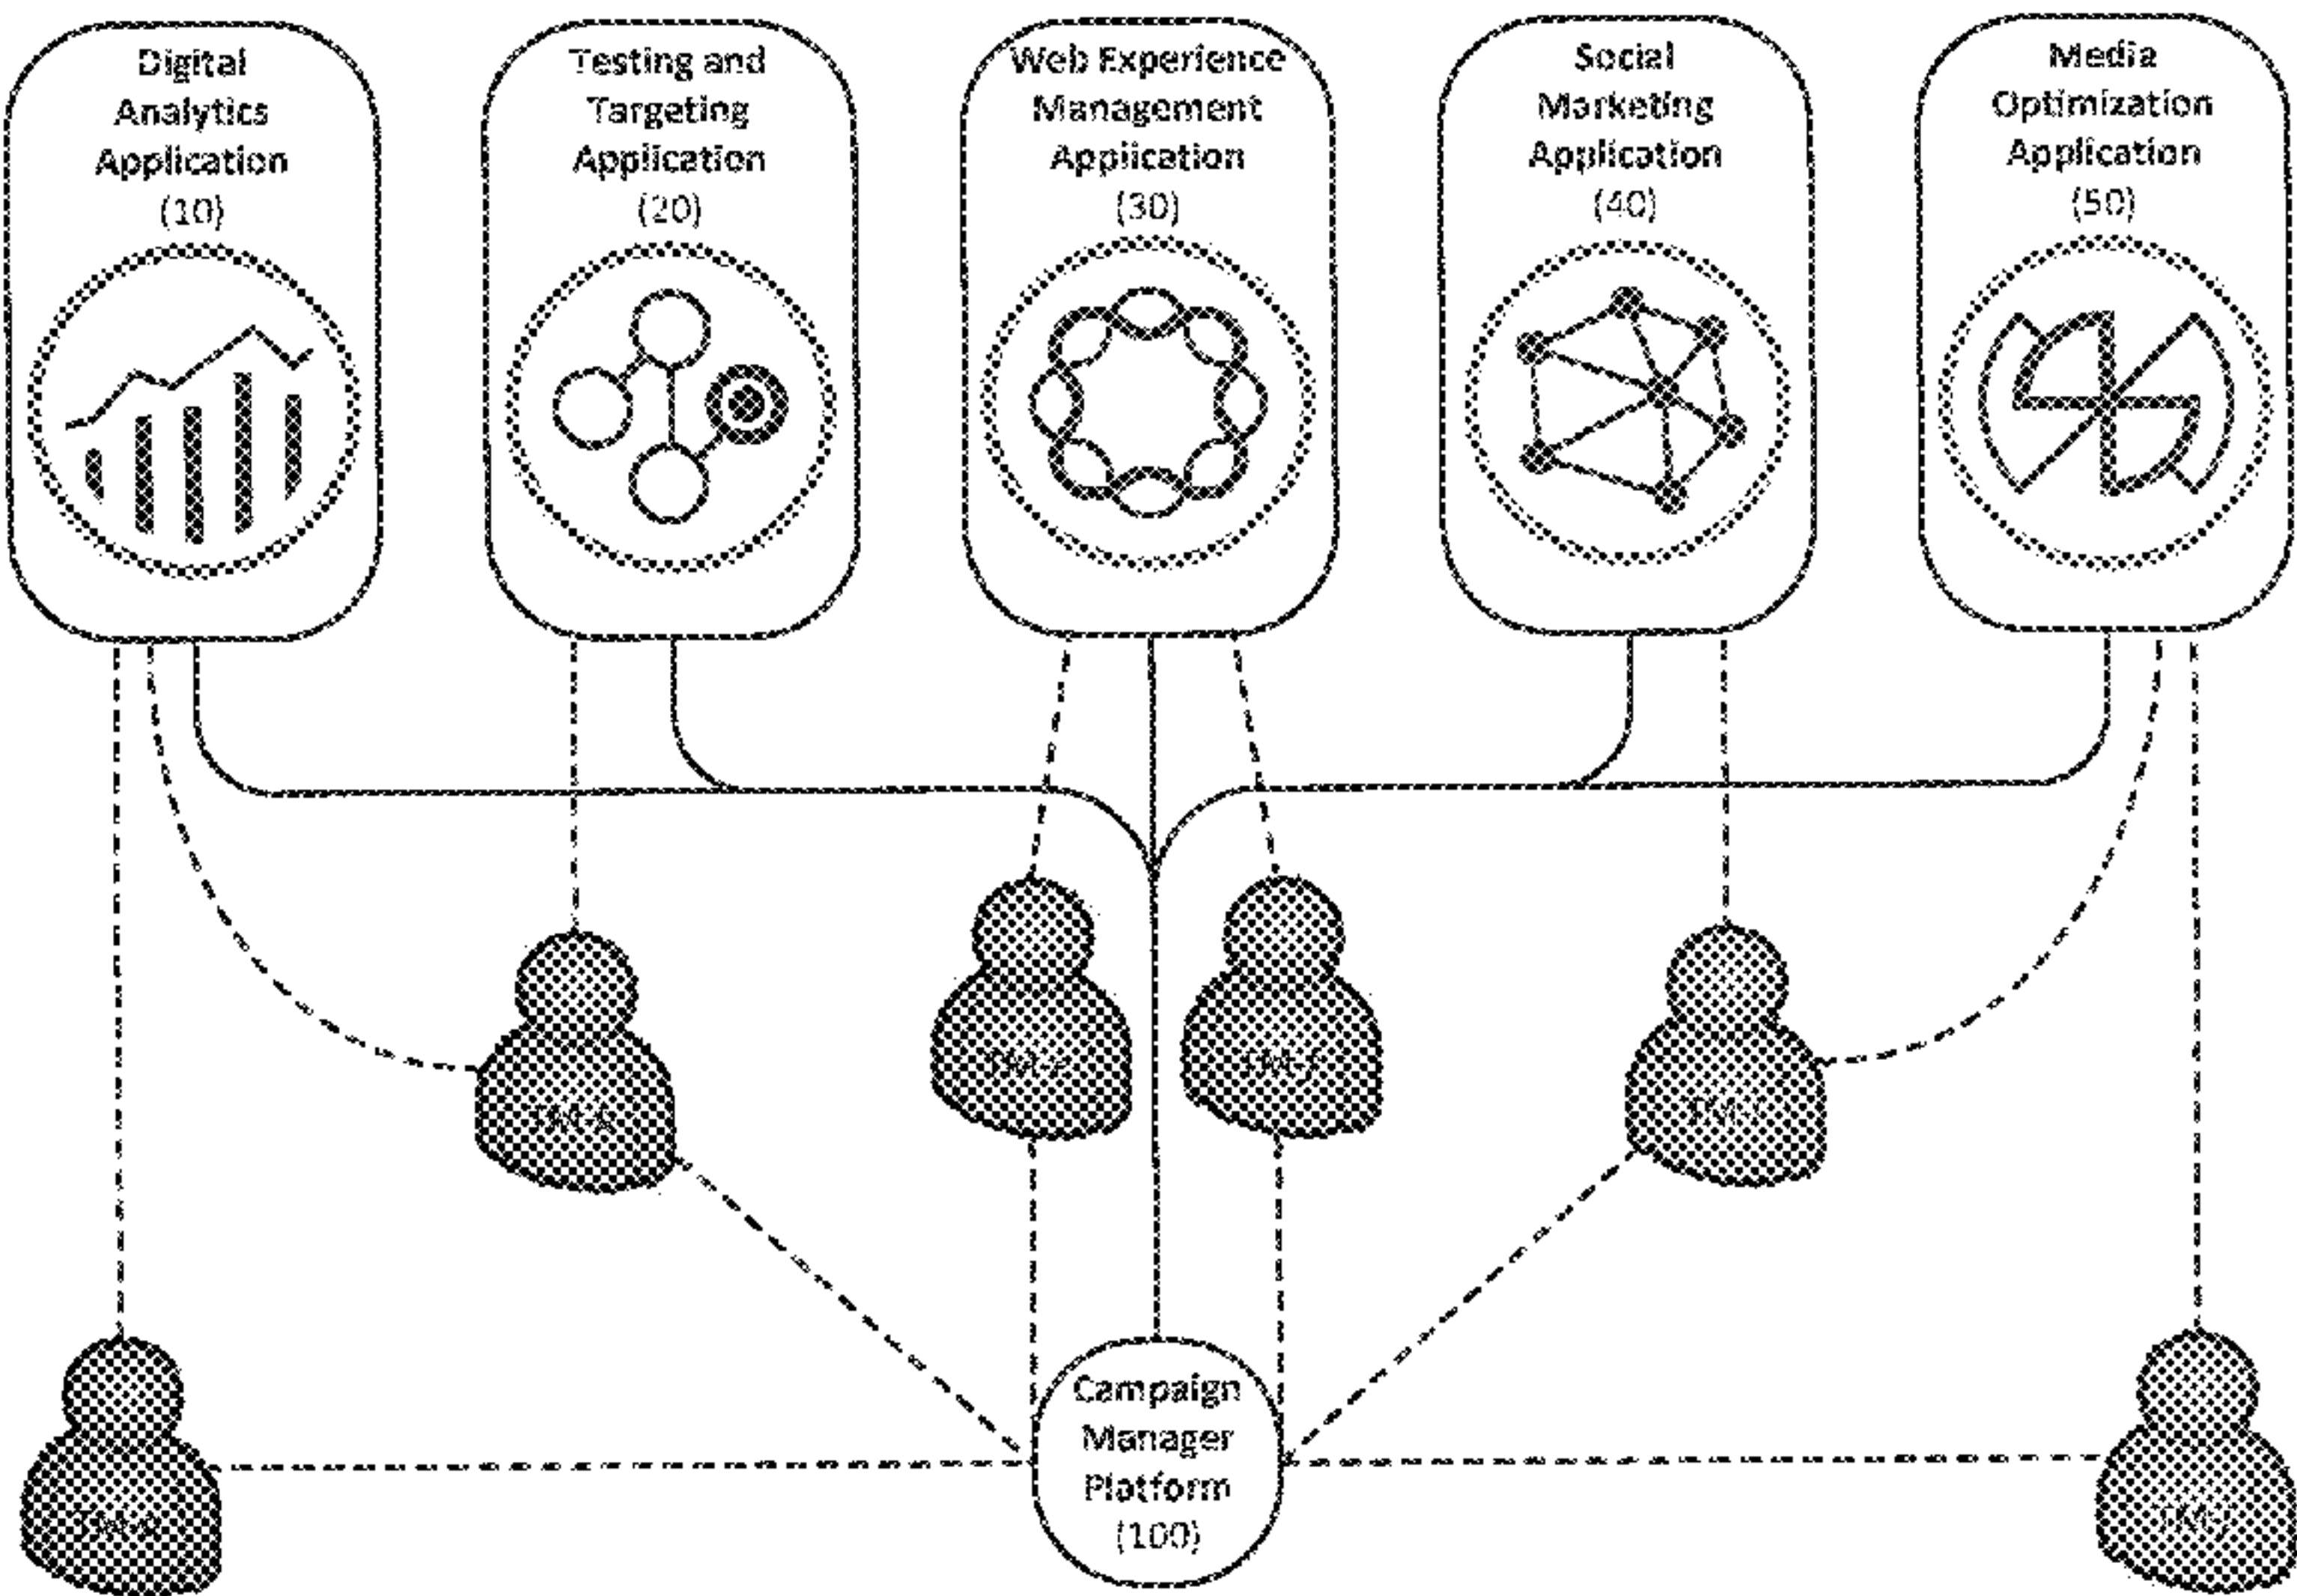 Digital
Analytics
Application
(10)
Testing and
Targeting
Application
(20)
Web Experience
Management
Application
(30)
Social
Marketing
Application
(40)
Media
Optimization
Application
(50)
Campaign
Manager
Platform
(100)